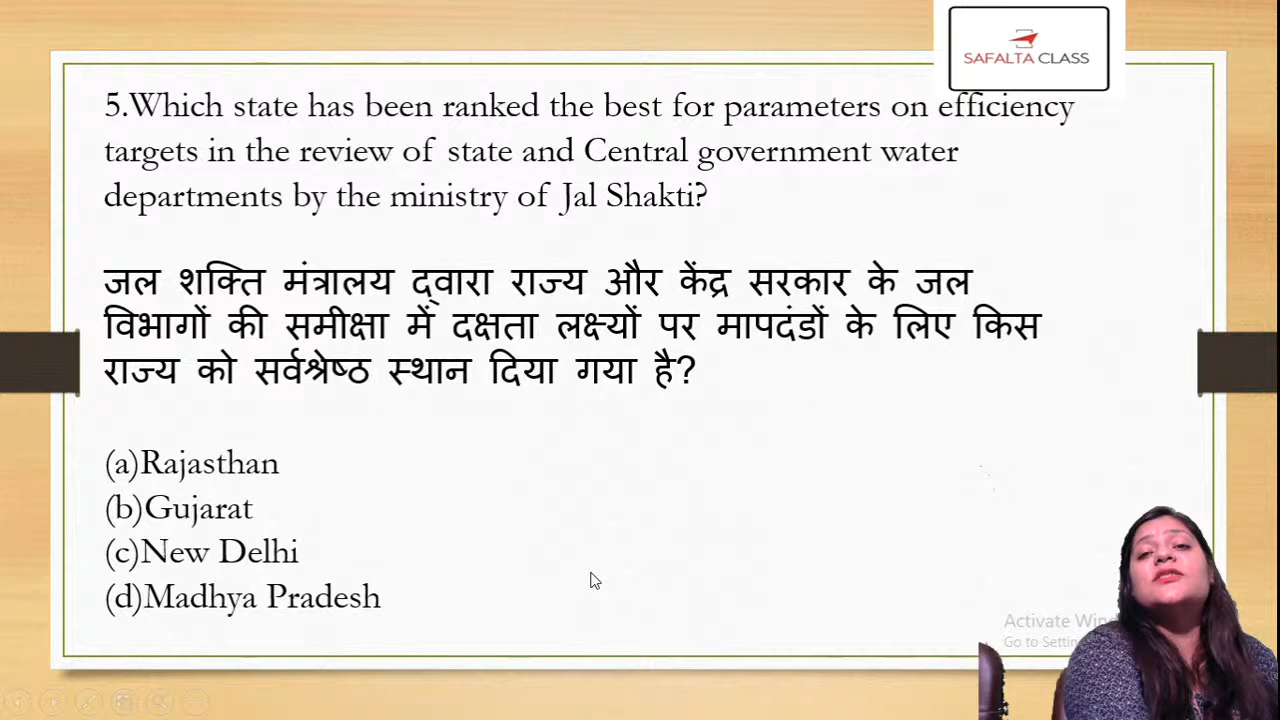 SAFALTA CLASS
5.Which state has been ranked the best for parameters on efficiency
targets in the review of state and Central government water
departments by the ministry of Jal Shakti?
जल शक्ति मंत्रालय द्वारा राज्य और केंद्र सरकार के जल
विभागों की समीक्षा में दक्षता लक्ष्यों पर मापदंडों के लिए किस
राज्य को सर्वश्रेष्ठ स्थान दिया गया है?
(a)Rajasthan
(b)Gujarat
(c)New Delhi
(d)Madhya Pradesh
Activate
Go to